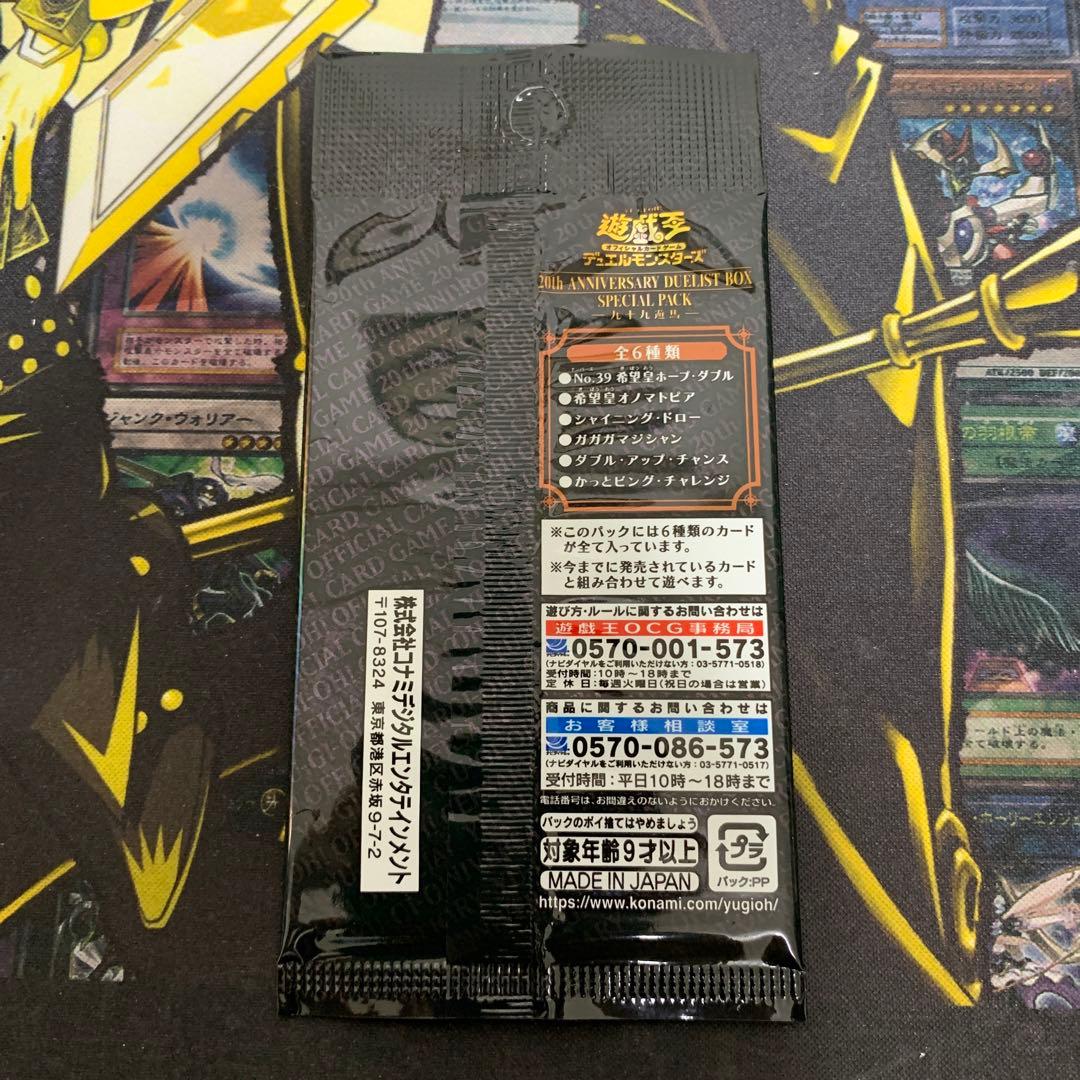 遊戯王
オフィシャルカードゲーム
デュエルモンスターズ
20th ANNIVERSARY DUELIST BOX
SPECIAL PACK
―九十九遊馬―
全6種類
●No.39 希望皇ホープ・ダブル
●希望皇オノマトピア
●シャイニング・ドロー
●ガガガマジシャン
●ダブル・アップ・チャンス
●かっとビング・チャレンジ
※このパックには6種類のカード
が全て入っています。
※今までに発売されているカード
と組み合わせて遊べます。
遊び方・ルールに関するお問い合わせは
遊戯王OCG事務局
0570-001-573
(ナビダイヤルをご利用いただけない方:03-5771-0518)
受付時間:10時～18時まで
定休日:毎週火曜日(祝日の場合は営業)
商品に関するお問い合わせは
お客様相談室
0570-086-573
(ナビダイヤルをご利用いただけない方:03-5771-0517)
受付時間:平日10時～18時まで
電話番号は、お間違えのないようにおかけください。
パックのポイ捨てはやめましょう
対象年齢9才以上
MADE IN JAPAN
プラ
パック:PP
https://www.konami.com/yugioh/
株式会社コナミデジタルエンタテインメント
〒107-8324 東京都港区赤坂9-7-2
ジャンク・ウォリアー